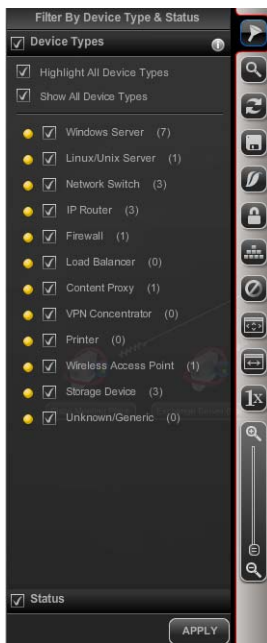 Filter By Device Type & Status
Device Types
Highlight All Device Types
Show All Device Types
Windows Server (7)
Linux/Unix Server (1)
Network Switch (3)
IP Router (3)
Firewall (1)
Load Balancer (0)
Content Proxy (1)
VPN Concentrator (0)
Printer (0)
Wireless Access Point (1)
Storage Device (3)
Unknown/Generic (0)
Status
APPLY
1x